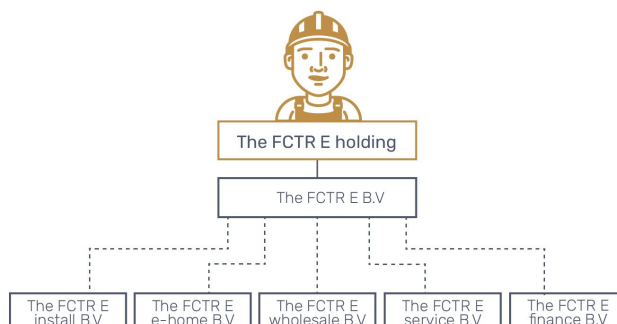 The FCTR E holding
The FCTR E B.V
The FCTR E
install B.V
The FCTR E
e-home B.V
The FCTR E
wholesale B.V
The FCTR E
service B.V
The FCTR E
finance B.V